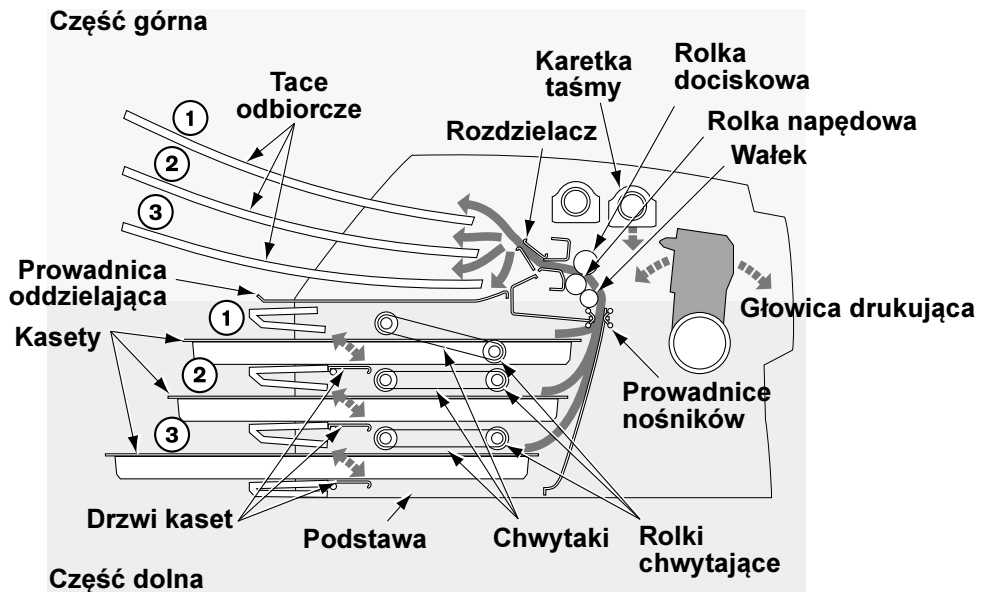 Część górna
Tace
odbiorcze
Karetka
taśmy
Rolka
dociskowa
Rozdzielacz
Rolka napędowa
Wałek
1
2
3
Prowadnica
oddzielająca
Głowica drukująca
Kasety
1
2
3
Prowadnice
nośników
Drzwi kaset
Podstawa
Chwytaki
Rolki
chwytające
Część dolna